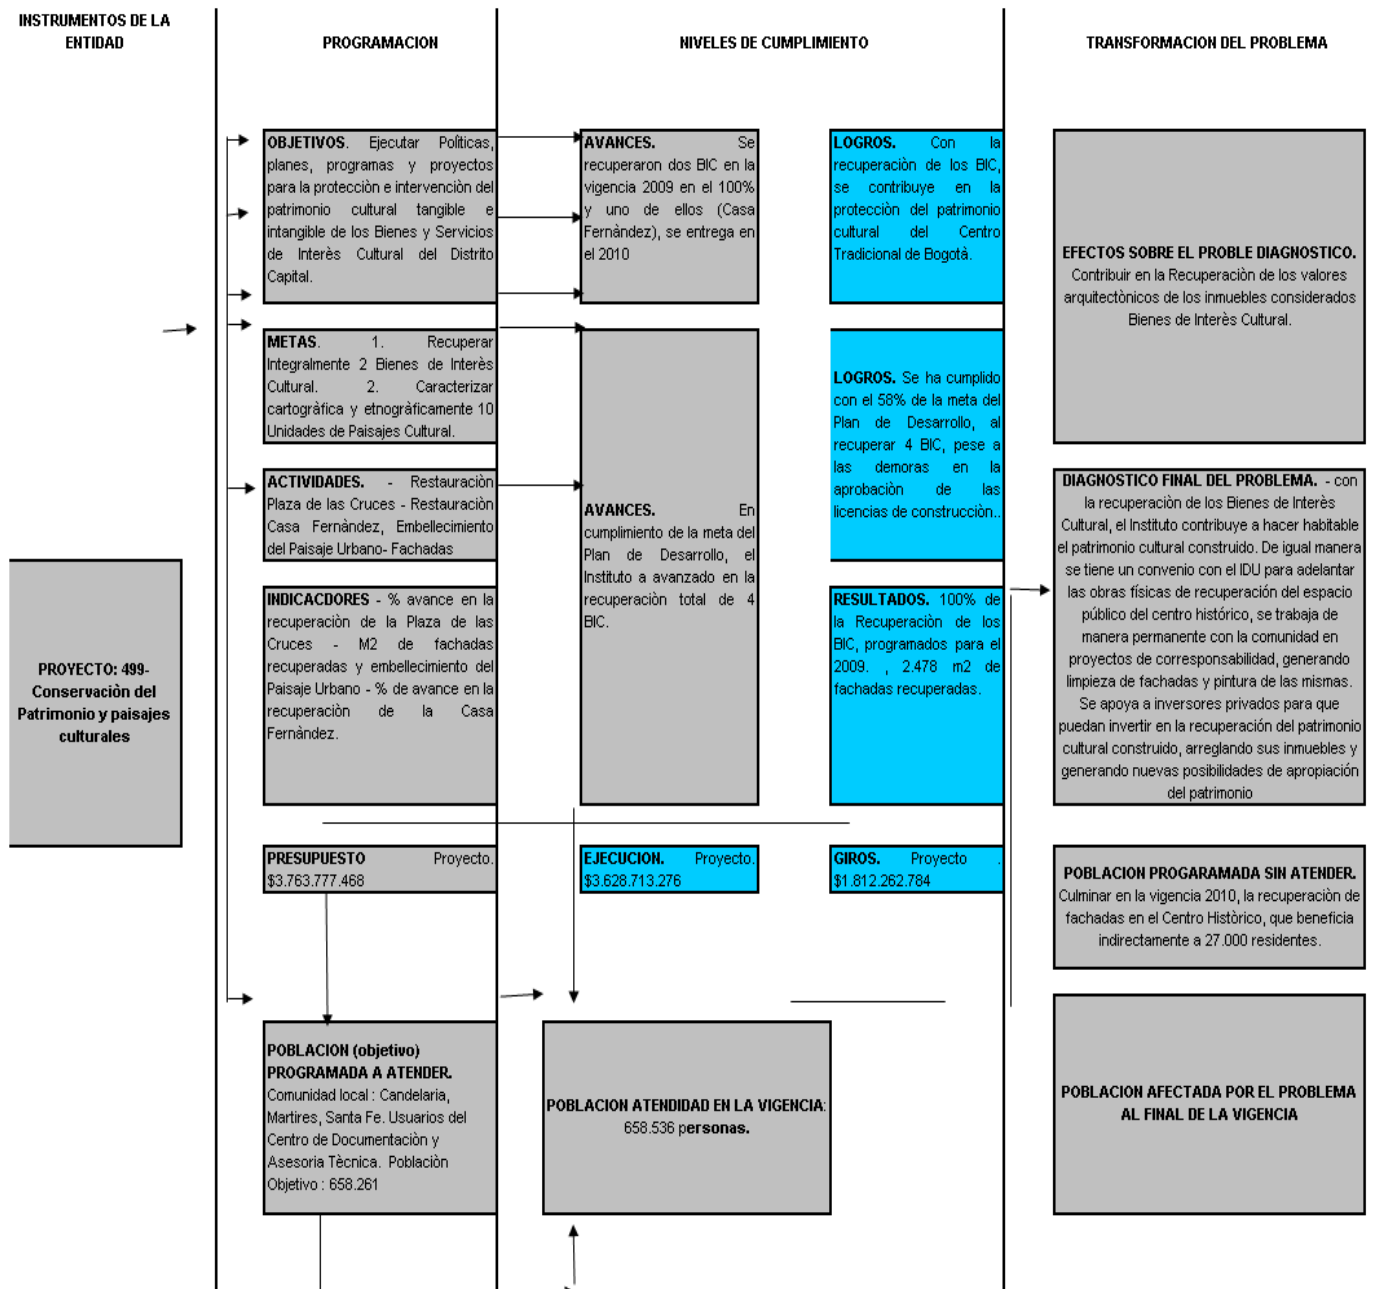 INSTRUMENTOS DE LA
ENTIDAD
PROGRAMACION
NIVELES DE CUMPLIMIENTO
TRANSFORMACION DEL PROBLEMA
PROYECTO: 499-
Conservaciòn del
Patrimonio y paisajes
culturales
OBJETIVOS. Ejecutar Polìticas,
planes, programas y proyectos
para la protecciòn e intervenciòn del
patrimonio cultural tangible e
intangible de los Bienes y Servicios
de Interès Cultural del Distrito
Capital.
METAS. 1. Recuperar
Integralmente 2 Bienes de Interès
Cultural. 2. Caracterizar
cartogràfica y etnogràficamente 10
Unidades de Paisajes Cultural.
ACTIVIDADES. - Restauraciòn
Plaza de las Cruces - Restauraciòn
Casa Fernàndez, Embellecimiento
del Paisaje Urbano- Fachadas
INDICACDORES - % avance en la
recuperaciòn de la Plaza de las
Cruces - M2 de fachadas
recuperadas y embellecimiento del
Paisaje Urbano - % de avance en la
recuperaciòn de la Casa
Fernàndez.
PRESUPUESTO Proyecto.
$3.763.777.468
POBLACION (objetivo)
PROGRAMADA A ATENDER.
Comunidad local : Candelaria,
Martires, Santa Fe. Usuarios del
Centro de Documentaciòn y
Asesoria Tècnica. Poblaciòn
Objetivo : 658.261
AVANCES. Se
recuperaron dos BIC en la
vigencia 2009 en el 100%
y uno de ellos (Casa
Fernàndez), se entrega en
el 2010
AVANCES. En
cumplimiento de la meta del
Plan de Desarrollo, el
Instituto a avanzado en la
recuperaciòn total de 4
BIC.
EJECUCION. Proyecto.
$3.628.713.276
POBLACION ATENDIDAD EN LA VIGENCIA:
658.536 personas.
LOGROS. Con la
recuperaciòn de los BIC,
se contribuye en la
protecciòn del patrimonio
cultural del Centro
Tradicional de Bogotà.
LOGROS. Se ha cumplido
con el 58% de la meta del
Plan de Desarrollo, al
recuperar 4 BIC, pese a
las demoras en la
aprobaciòn de las
licencias de construcciòn..
RESULTADOS. 100% de
la Recuperaciòn de los
BIC, programados para el
2009. , 2.478 m2 de
fachadas recuperadas.
GIROS. Proyecto .
$1.812.262.784
EFECTOS SOBRE EL PROBLE DIAGNOSTICO.
Contribuir en la Recuperaciòn de los valores
arquitectònicos de los inmuebles considerados
Bienes de Interès Cultural.
DIAGNOSTICO FINAL DEL PROBLEMA. - con
la recuperaciòn de los Bienes de Interès
Cultural, el Instituto contribuye a hacer habitable
el patrimonio cultural construido. De igual manera
se tiene un convenio con el IDU para adelantar
las obras físicas de recuperación del espacio
público del centro histórico, se trabaja de
manera permanente con la comunidad en
proyectos de corresponsabilidad, generando
limpieza de fachadas y pintura de las mismas.
Se apoya a inversores privados para que
puedan invertir en la recuperación del patrimonio
cultural construido, arreglando sus inmuebles y
generando nuevas posibilidades de apropiación
del patrimonio
POBLACION PROGARAMADA SIN ATENDER.
Culminar en la vigencia 2010, la recuperaciòn de
fachadas en el Centro Històrico, que beneficia
indirectamente a 27.000 residentes.
POBLACION AFECTADA POR EL PROBLEMA
AL FINAL DE LA VIGENCIA